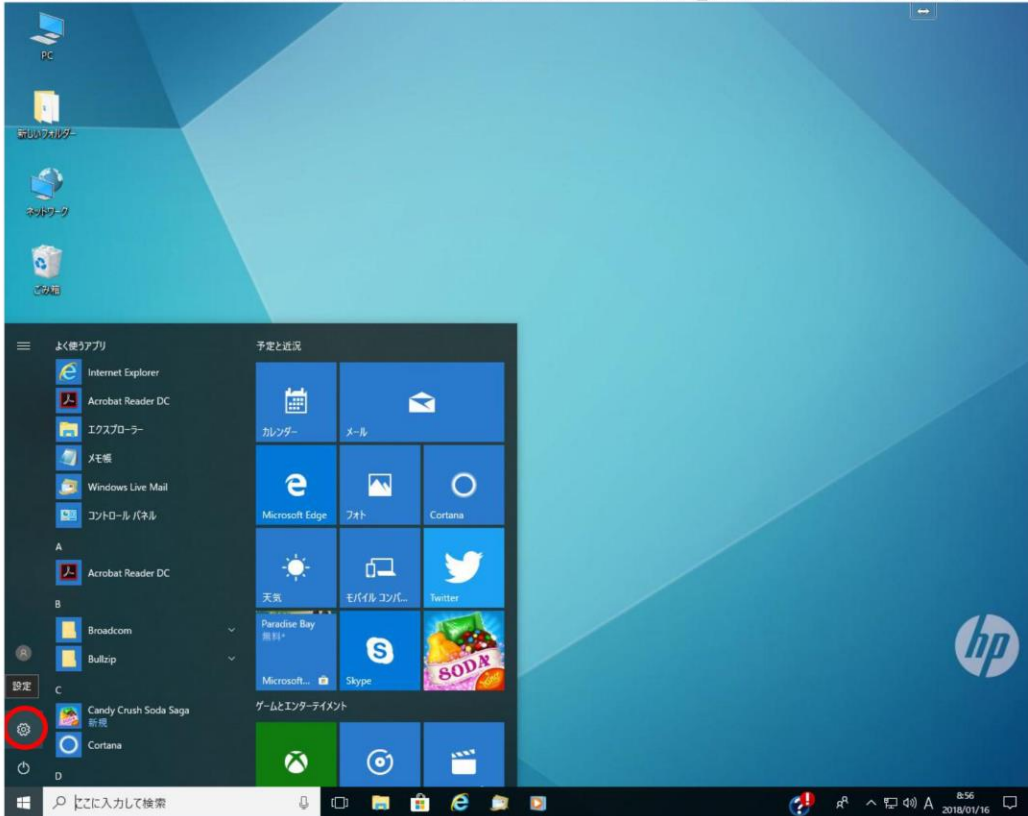 PC
新しいフォルダー
ネットワーク
ごみ箱
よく使うアプリ
Internet Explorer
Acrobat Reader DC
エクスプローラー
メモ帳
Windows Live Mail
コントロール パネル
A
Acrobat Reader DC
B
Broadcom
Bullzip
設定
C
Candy Crush Soda Saga
新規
Cortana
D
予定と近況
カレンダー
メール
Microsoft Edge
フォト
Cortana
天気
モバイル コンパ...
Twitter
Paradise Bay
無料*
Microsoft...
Skype
SODA
ゲームとエンターテイメント
hp
ここに入力して検索
A
8:56
2018/01/16